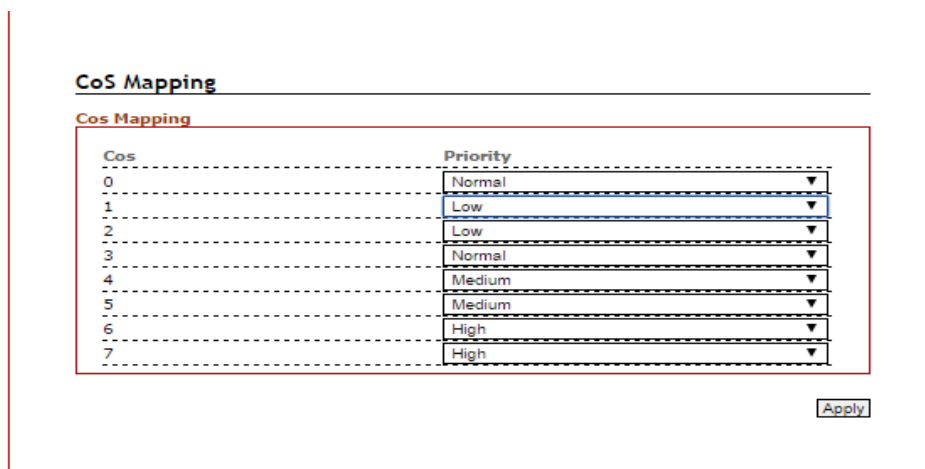 CoS Mapping
Cos Mapping
Cos Priority
0 Normal
1 Low
2 Low
3 Normal
4 Medium
5 Medium
6 High
7 High
Apply